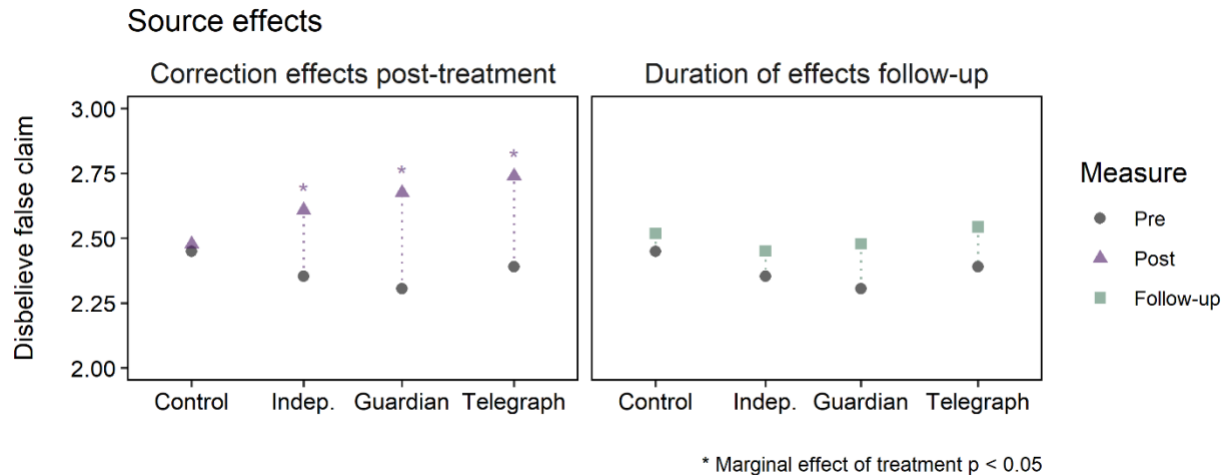 Source effects
Correction effects post-treatment
Duration of effects follow-up
Disbelieve false claim
3.00
2.75
2.50
2.25
2.00
* * *
Control Indep. Guardian Telegraph
Control Indep. Guardian Telegraph
Measure
Pre
Post
Follow-up
* Marginal effect of treatment p < 0.05